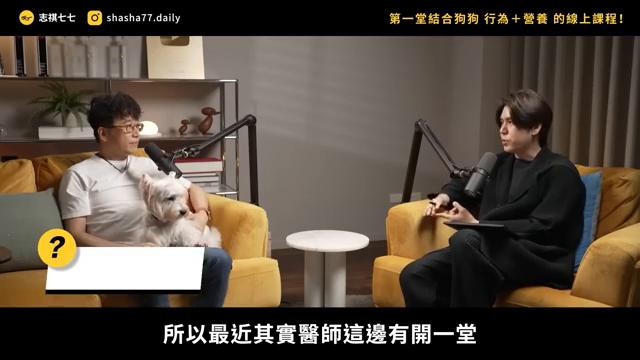 志祺七七
shasha77.daily
第一堂結合狗狗 行為＋營養 的線上課程！
?
所以最近其實醫師這邊有開一堂